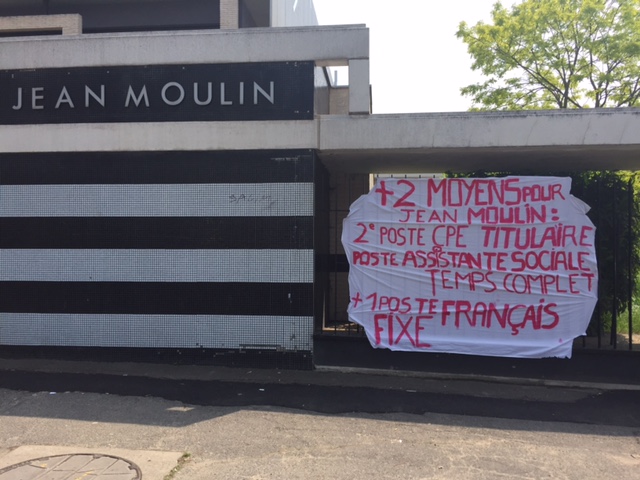 JEAN MOULIN
+2 MOYENS POUR
JEAN MOULIN:
2° POSTE CPE TITULAIRE
POSTE ASSISTANTE SOCIALE
TEMPS COMPLET
+1 POSTE FRANÇAIS
FIXE